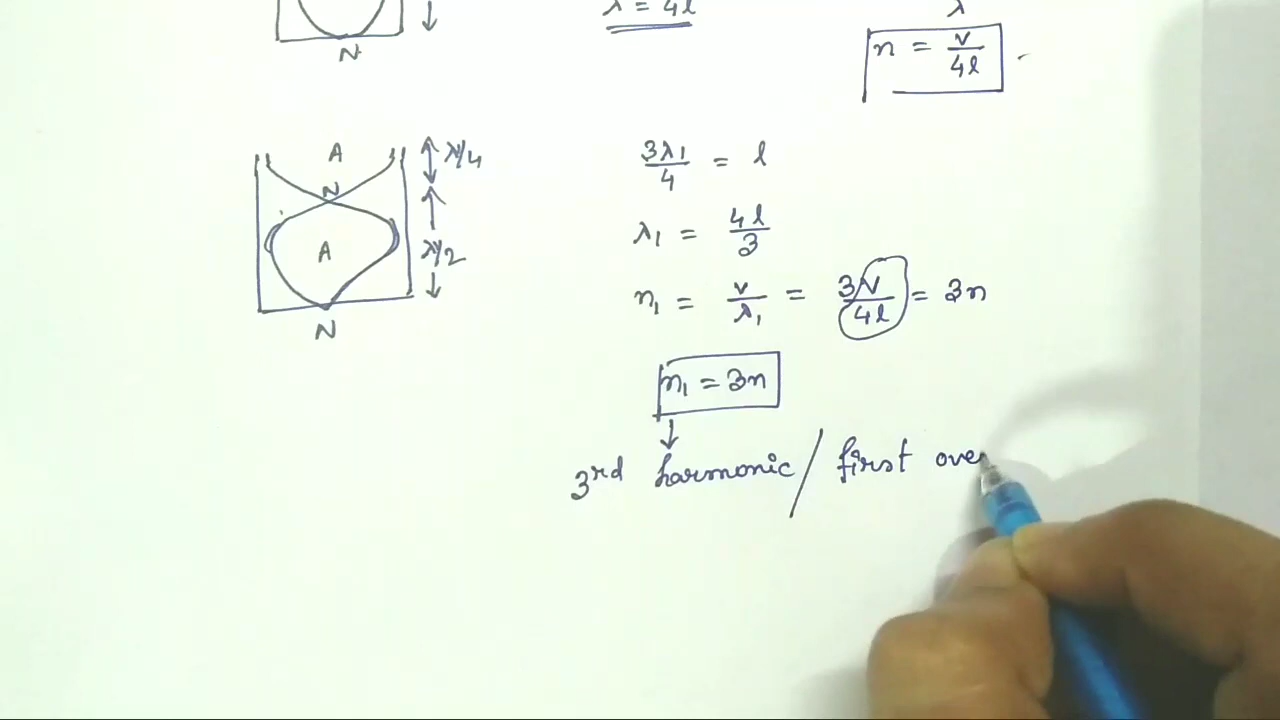 λ = 4l
λ
N
n = v/4l
A
λ/4
3λ₁/4 = l
N
λ₁ = 4l/3
A
λ/2
n₁ = v/λ₁ = 3v/4l = 3n
N
n₁ = 3n
3rd harmonic / first over